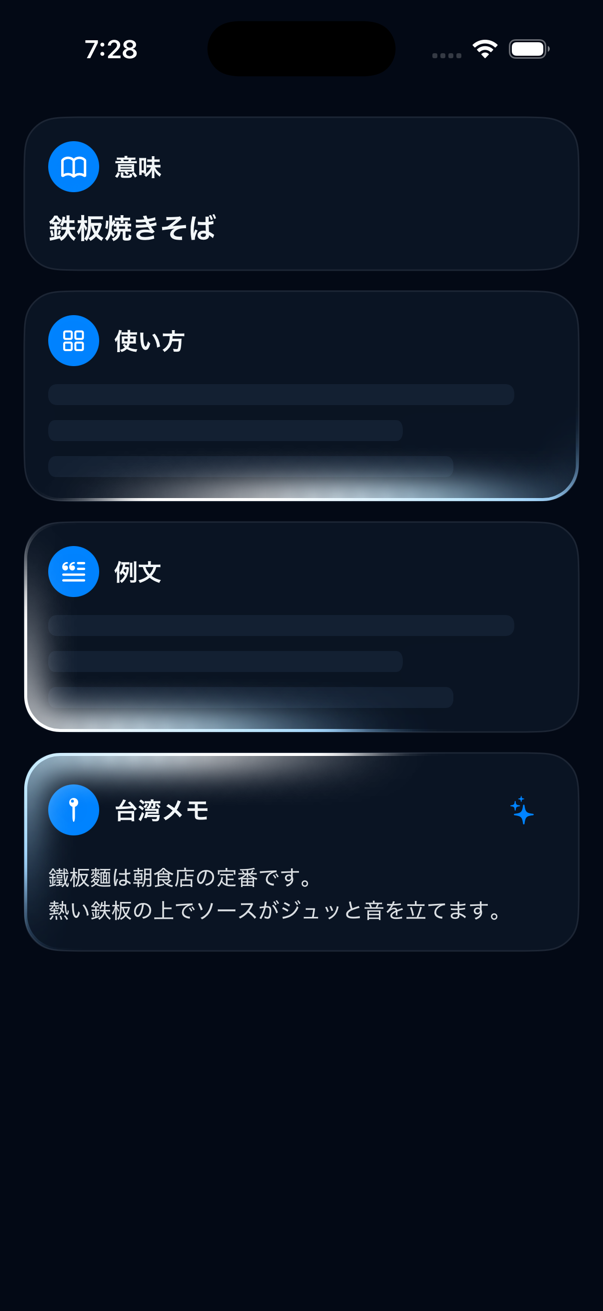 7:28
意味
鉄板焼きそば
使い方
例文
台湾メモ
鐵板麵は朝食店の定番です。
熱い鉄板の上でソースがジュッと音を立てます。